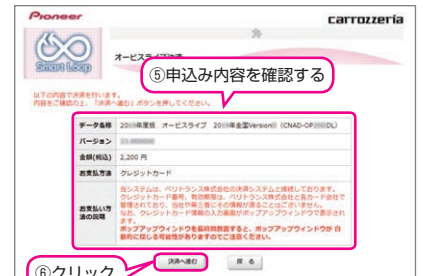 Pioneer
carrozzeria
Smart Loop
オービスライブ
⑤申込み内容を確認する
以下の内容で決済を行います。
内容をご確認の上、「決済へ進む」ボタンを押してください。
データ名称 20 年度版 オービスライブ 20 年全国Version (CNAD-OP DL)
バージョン
金額(税込) 2,200 円
お支払方法 クレジットカード
お支払い方法の説明
当システムは、ベリトランス株式会社の決済システムと接続しております。
クレジットカード番号、有効期限は、ベリトランス株式会社と各カード会社で
管理されており、当社や第三者にその情報が渡ることはございません。
なお、クレジットカード情報の入力画面がポップアップウィンドウで表示されます。
ポップアップウィンドウを長時間放置すると、ポップアップウィンドウが 自動的に閉じる可能性がありますのでご注意ください。
決済へ進む
戻 る
⑥クリック